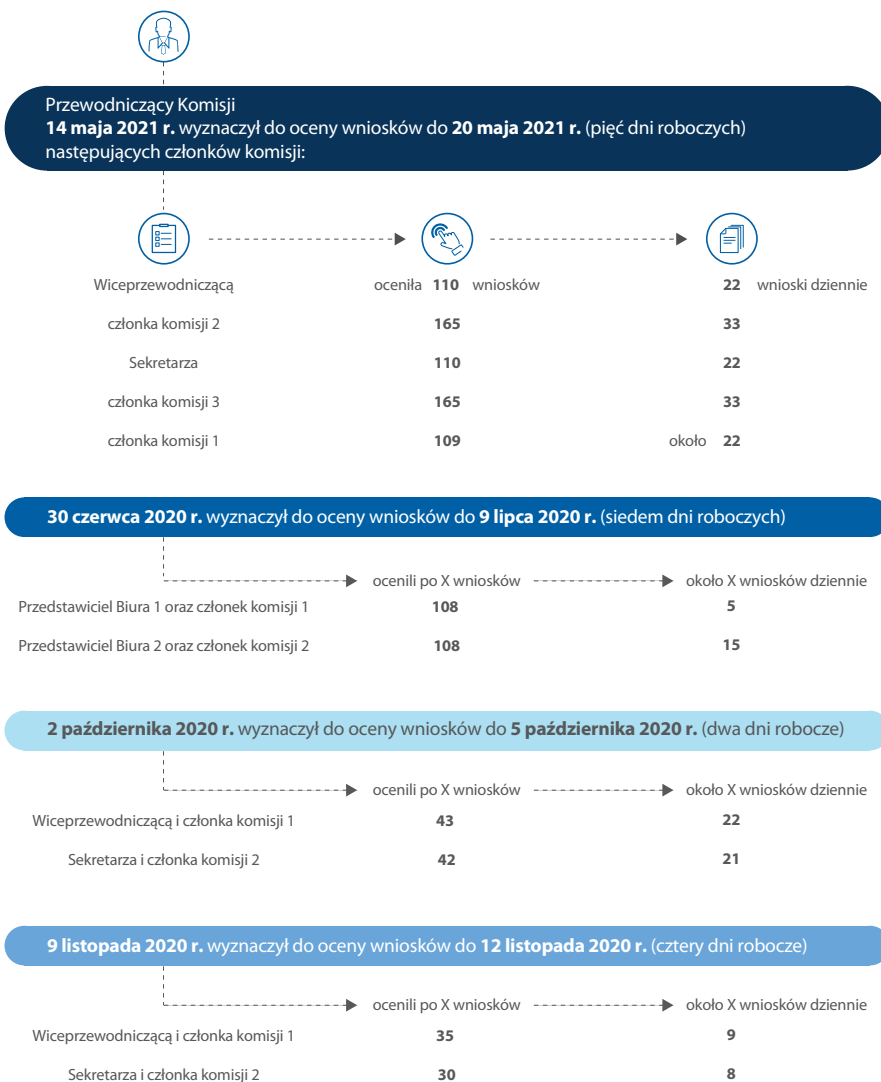 Przewodniczący Komisji
14 maja 2021 r. wyznaczył do oceny wniosków do 20 maja 2021 r. (pięć dni roboczych)
następujących członków komisji:
Wiceprzewodniczącą oceniła 110 wniosków 22 wnioski dziennie
członka komisji 2 165 33
Sekretarza 110 22
członka komisji 3 165 33
członka komisji 1 109 około 22
30 czerwca 2020 r. wyznaczył do oceny wniosków do 9 lipca 2020 r. (siedem dni roboczych)
ocenili po X wniosków około X wniosków dziennie
Przedstawiciel Biura 1 oraz członek komisji 1 108 5
Przedstawiciel Biura 2 oraz członek komisji 2 108 15
2 października 2020 r. wyznaczył do oceny wniosków do 5 października 2020 r. (dwa dni robocze)
ocenili po X wniosków około X wniosków dziennie
Wiceprzewodniczącą i członka komisji 1 43 22
Sekretarza i członka komisji 2 42 21
9 listopada 2020 r. wyznaczył do oceny wniosków do 12 listopada 2020 r. (cztery dni robocze)
ocenili po X wniosków około X wniosków dziennie
Wiceprzewodniczącą i członka komisji 1 35 9
Sekretarza i członka komisji 2 30 8